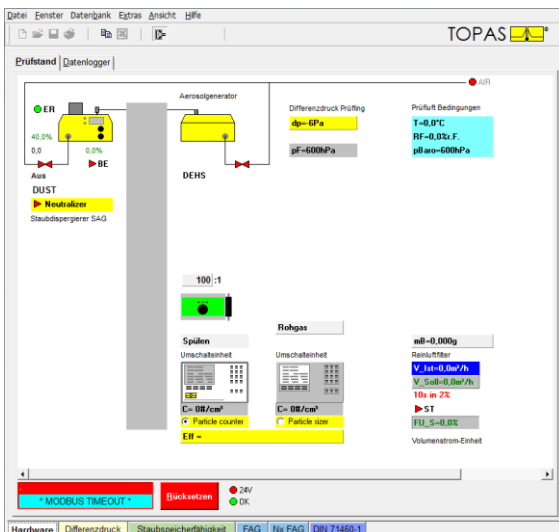 Datei Fenster Datenbank Extras Ansicht Hilfe
TOPAS
Prüfstand Datenlogger
AIR
Aerosolgenerator
ER
Differenzdruck Prüfling
Prüfluft Bedingungen
dp=-6Pa
T=0,0°C
RF=0,0%r.F.
40,0%
pF=600hPa
pBaro=600hPa
0,0
0,0%
BE
Aus
DEHS
DUST
Neutralizer
Staubdispergierer SAG
100 :1
Rohgas
Spülen
mB=0,000g
Umschalteinheit
Umschalteinheit
Reinluftfilter
V_Ist=0,0m³/h
V_Soll=0,0m³/h
10s in 2%
C= 0#/cm³
C= 0#/cm³
ST
Particle counter
Particle sizer
FU_S=0,0%
Eff =
Volumenstrom-Einheit
* MODBUS TIMEOUT *
Rücksetzen
24V
OK
Hardware Differenzdruck Staubspeicherfähigkeit FAG Nx FAG DIN 71460-1